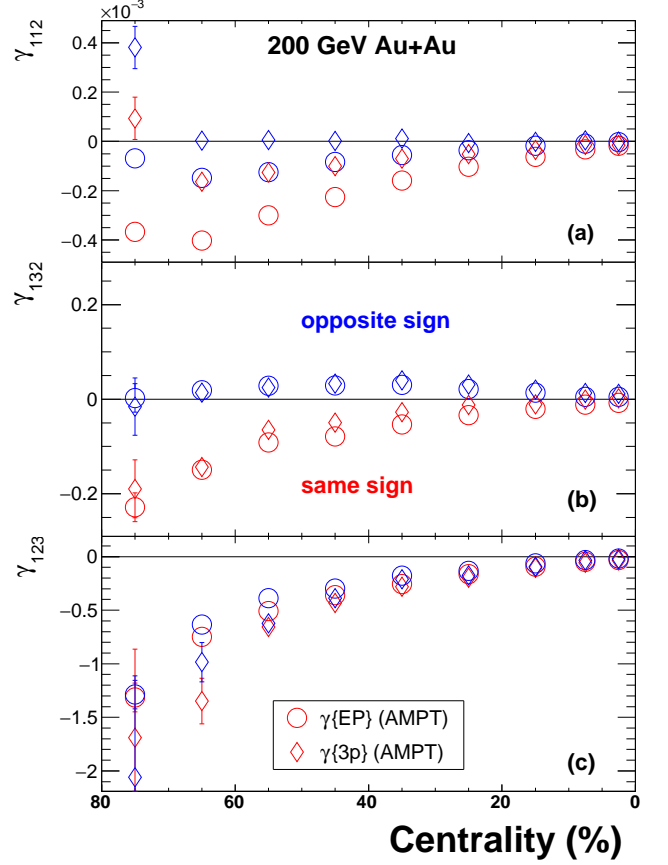 ×10⁻³
γ112
0.4
0.2
0
−0.2
−0.4
200 GeV Au+Au
(a)
γ132
0.2
0
−0.2
opposite sign
same sign
(b)
γ123
0
−0.5
−1
−1.5
−2
γ{EP} (AMPT)
γ{3p} (AMPT)
(c)
80 60 40 20 0
Centrality (%)